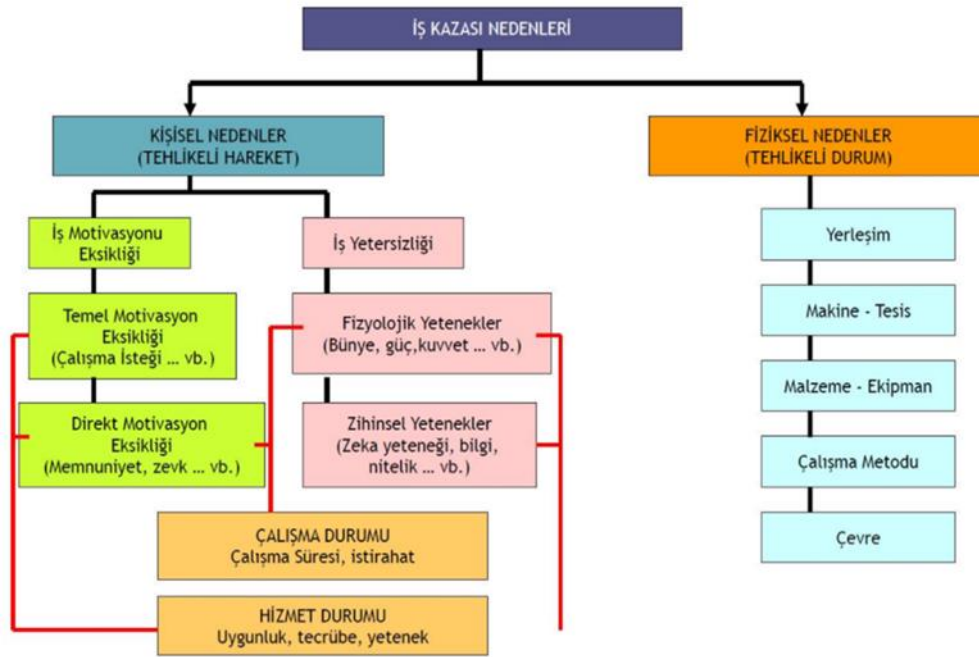 İŞ KAZASI NEDENLERİ
KİŞİSEL NEDENLER
(TEHLİKELİ HAREKET)
FİZİKSEL NEDENLER
(TEHLİKELİ DURUM)
İş Motivasyonu
Eksikliği
İş Yetersizliği
Yerleşim
Temel Motivasyon
Eksikliği
(Çalışma İsteği … vb.)
Fizyolojik Yetenekler
(Bünye, güç,kuvvet … vb.)
Makine - Tesis
Malzeme - Ekipman
Direkt Motivasyon
Eksikliği
(Memnuniyet, zevk … vb.)
Zihinsel Yetenekler
(Zeka yeteneği, bilgi,
nitelik … vb.)
Çalışma Metodu
ÇALIŞMA DURUMU
Çalışma Süresi, istirahat
Çevre
HİZMET DURUMU
Uygunluk, tecrübe, yetenek